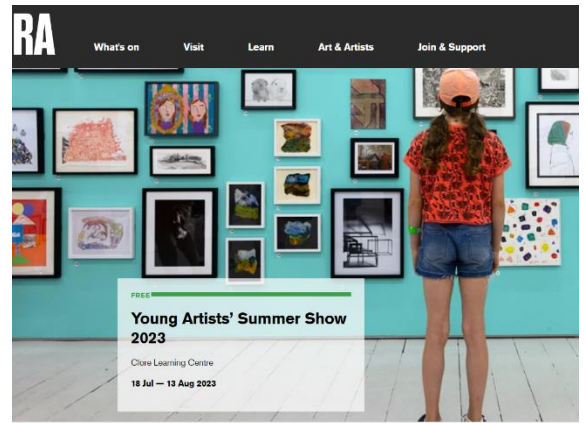 RA
What's on
Visit
Learn
Art & Artists
Join & Support
FREE
Young Artists' Summer Show
2023
Clore Learning Centre
18 Jul — 13 Aug 2023